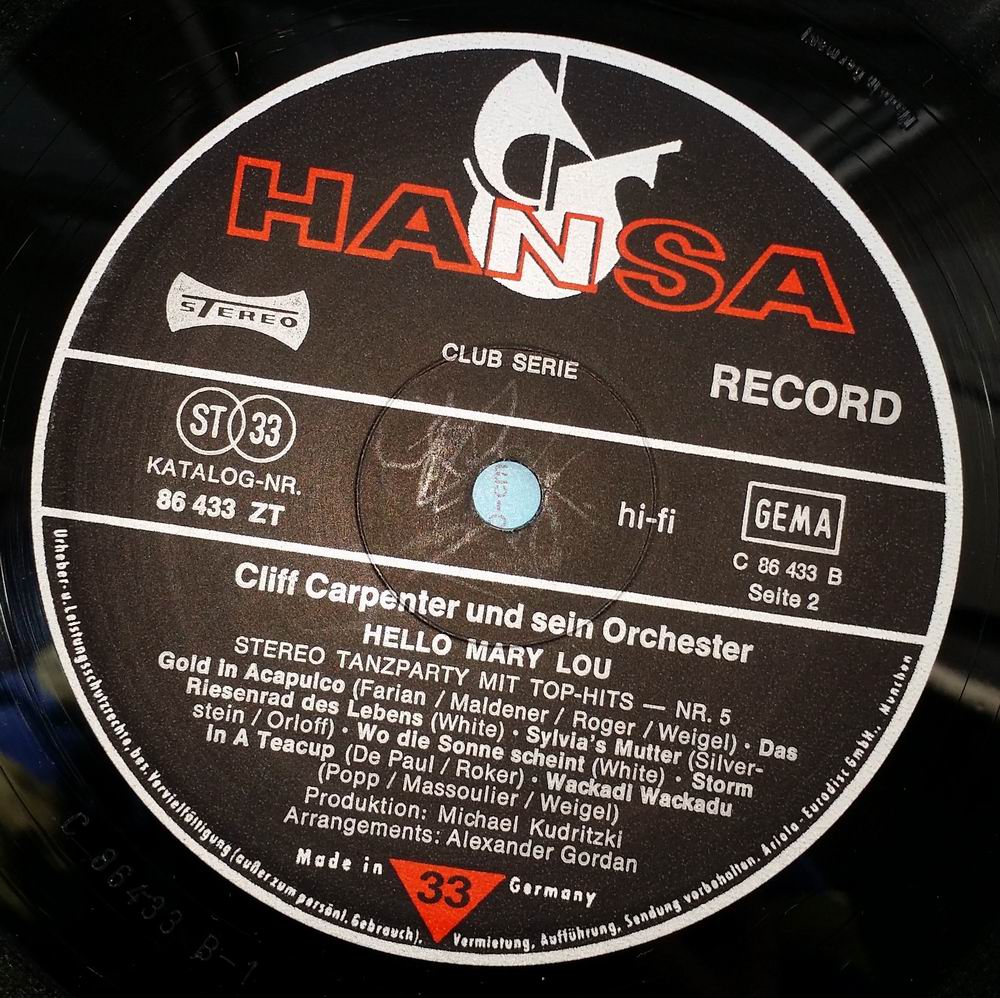 HANSA
STEREO
CLUB SERIE
RECORD
ST 33
KATALOG-NR.
86 433 ZT
hi-fi
GEMA
C 86 433 B
Seite 2
Cliff Carpenter und sein Orchester
HELLO MARY LOU
STEREO TANZPARTY MIT TOP-HITS — NR. 5
Gold in Acapulco (Farian / Maldener / Roger / Weigel) · Das
Riesenrad des Lebens (White) · Sylvia's Mutter (Silver-
stein / Orloff) · Wo die Sonne scheint (White) · Storm
In A Teacup (De Paul / Roker) · Wackadi Wackadu
(Popp / Massoulier / Weigel)
Produktion: Michael Kudritzki
Arrangements: Alexander Gordan
Made in 33 Germany
Urheber- u. Leistungsschutzrechte, bes. Vervielfältigung (außer zum persönl. Gebrauch), Vermietung, Aufführung, Sendung vorbehalten. Ariola-Eurodisc GmbH., München
Made in Germany
C 86433 B-1